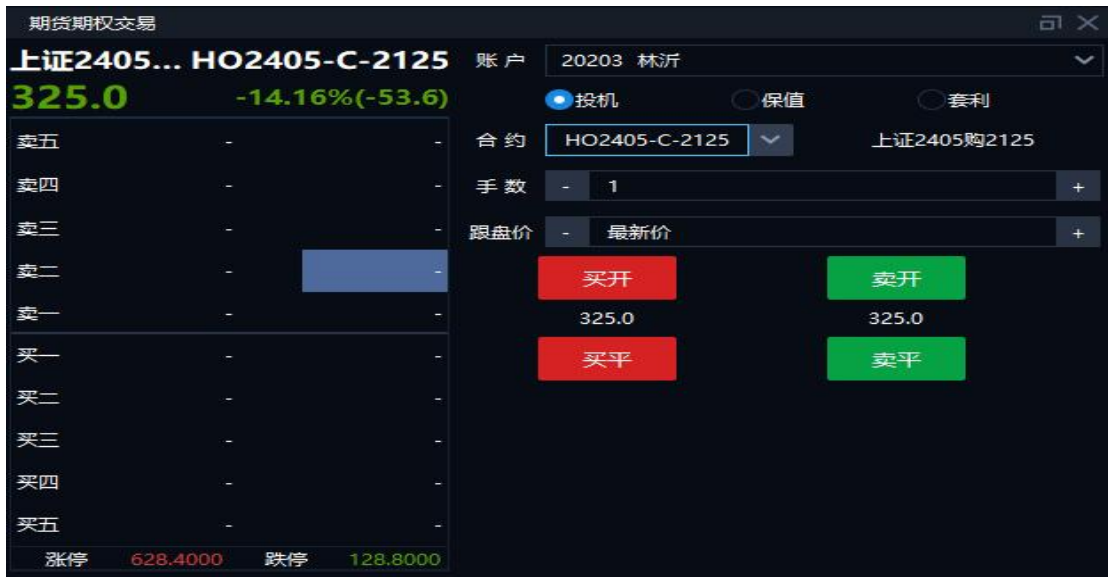 期货期权交易
上证2405... HO2405-C-2125
325.0 -14.16%(-53.6)
卖五 - -
卖四 - -
卖三 - -
卖二 - -
卖一 - -
买一 - -
买二 - -
买三 - -
买四 - -
买五 - -
涨停 628.4000 跌停 128.8000
账户 20203 林沂
投机 保值 套利
合约 HO2405-C-2125 上证2405购2125
手数 - 1 +
跟盘价 - 最新价 +
买开 卖开
325.0 325.0
买平 卖平